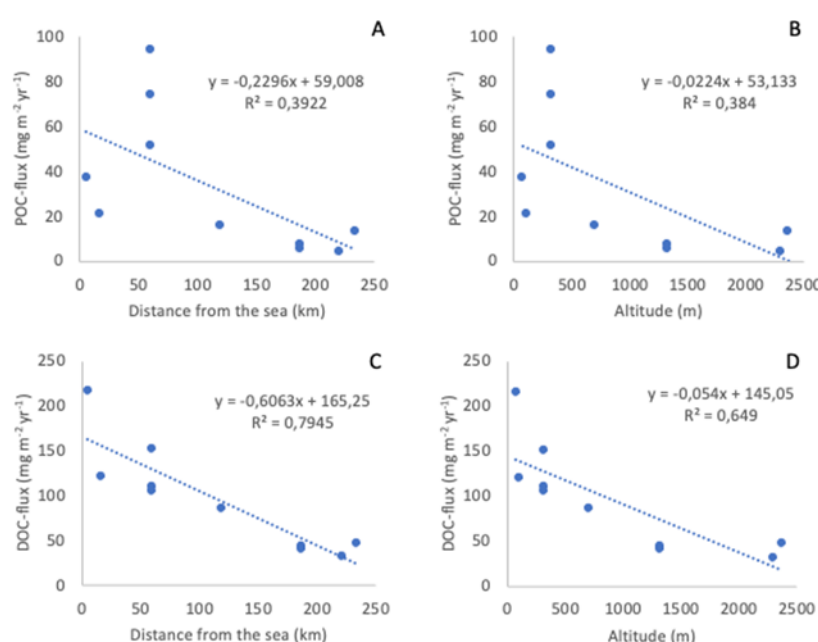 A
100
80
60
40
20
0
POC-flux (mg m⁻² yr⁻¹)
y = -0,2296x + 59,008
R² = 0,3922
0 50 100 150 200 250
Distance from the sea (km)
B
100
80
60
40
20
0
POC-flux (mg m⁻² yr⁻¹)
y = -0,0224x + 53,133
R² = 0,384
0 500 1000 1500 2000 2500
Altitude (m)
C
250
200
150
100
50
0
DOC-flux (mg m⁻² yr⁻¹)
y = -0,6063x + 165,25
R² = 0,7945
0 50 100 150 200 250
Distance from the sea (km)
D
250
200
150
100
50
0
DOC-flux (mg m⁻² yr⁻¹)
y = -0,054x + 145,05
R² = 0,649
0 500 1000 1500 2000 2500
Altitude (m)